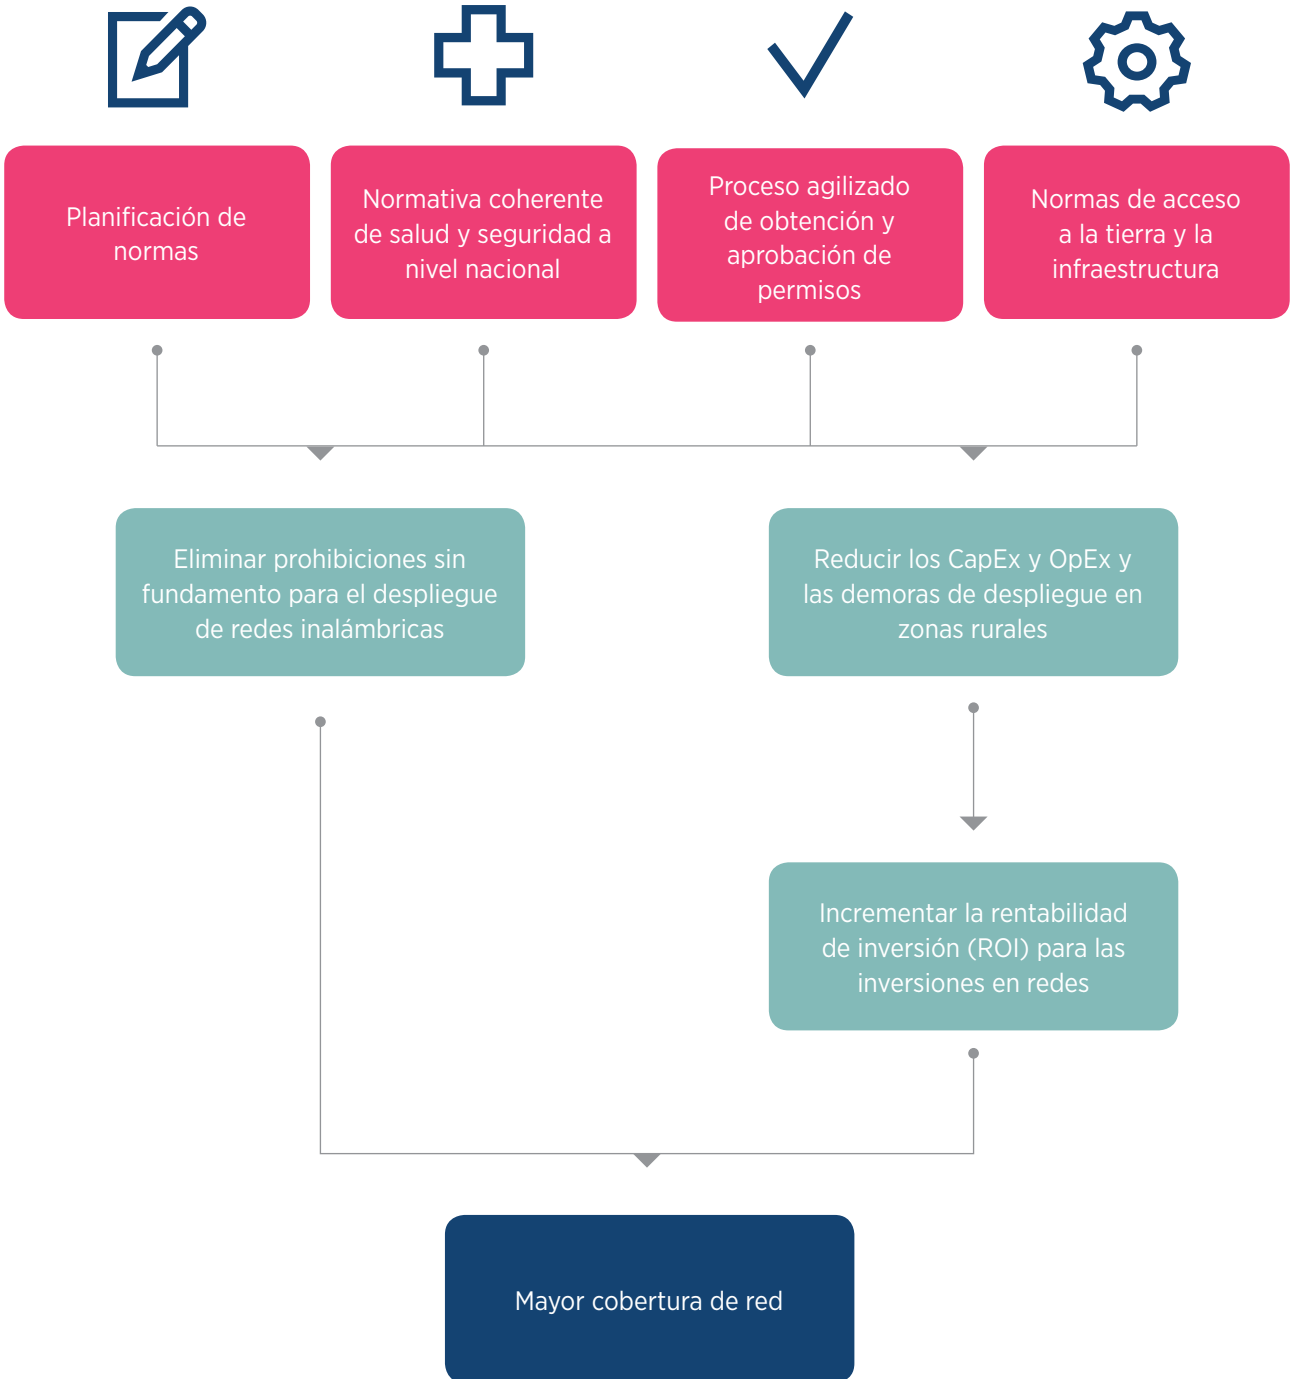 Planificación de
normas
Normativa coherente
de salud y seguridad a
nivel nacional
Proceso agilizado
de obtención y
aprobación de
permisos
Normas de acceso
a la tierra y la
infraestructura
Eliminar prohibiciones sin
fundamento para el despliegue
de redes inalámbricas
Reducir los CapEx y OpEx y
las demoras de despliegue en
zonas rurales
Incrementar la rentabilidad
de inversión (ROI) para las
inversiones en redes
Mayor cobertura de red